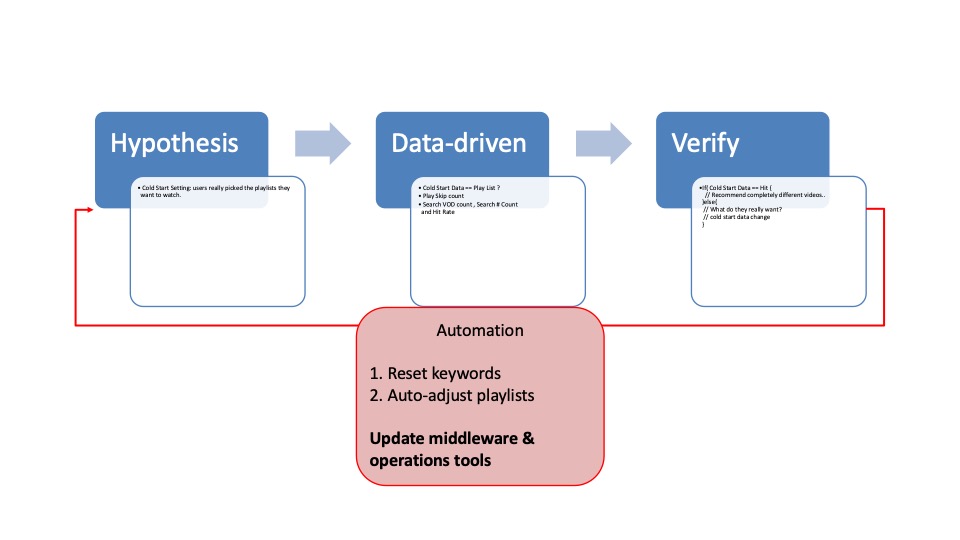 Hypothesis
• Cold Start Setting: users really picked the playlists they
want to watch.
Data-driven
• Cold Start Data == Play List ?
• Play Skip count
• Search VOD count , Search # Count
and Hit Rate
Verify
•If( Cold Start Data == Hit {
// Recommend completely different videos..
}else{
// What do they really want?
// cold start data change
}
Automation
1. Reset keywords
2. Auto-adjust playlists
Update middleware &
operations tools